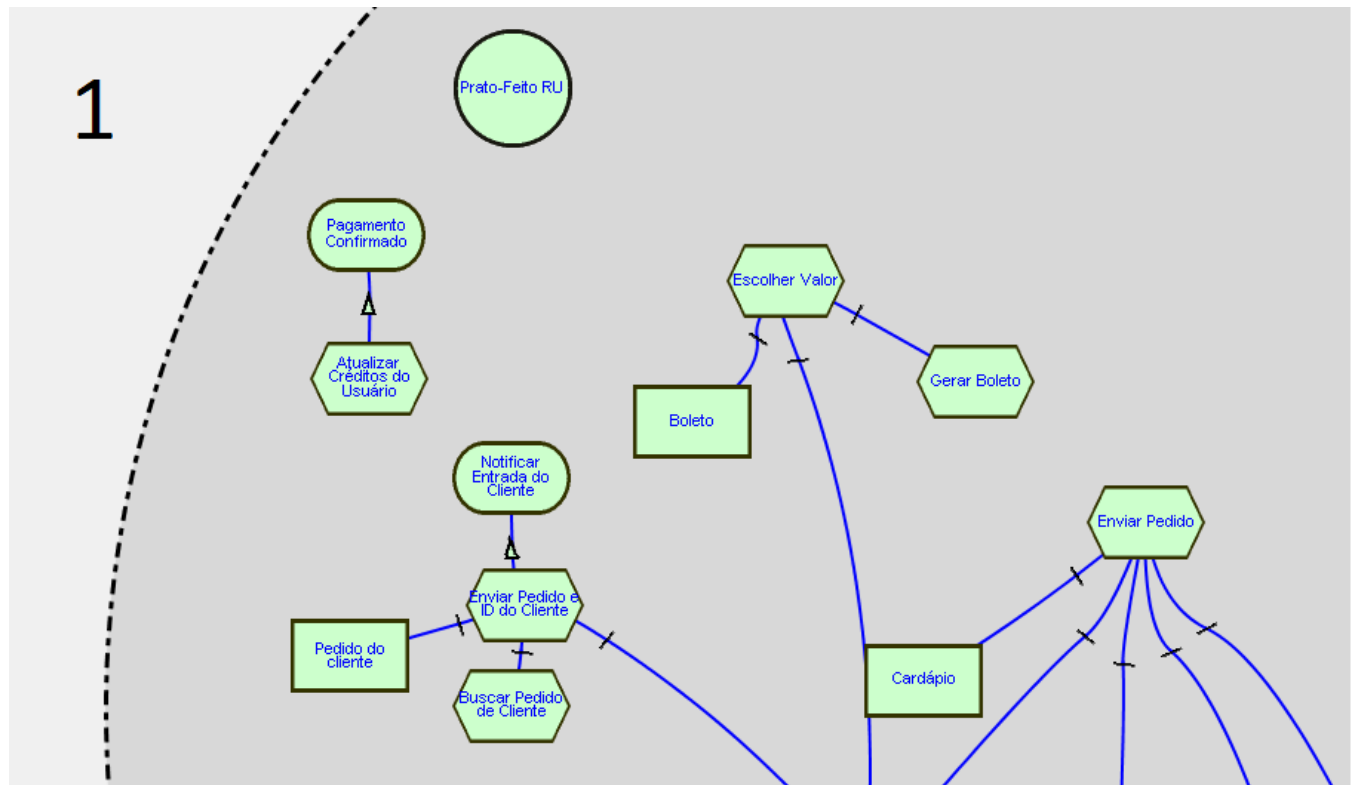 1
Prato-Feito RU
Pagamento
Confirmado
Atualizar
Créditos do
Usuário
Escolher Valor
Gerar Boleto
Boleto
Notificar
Entrada do
Cliente
Enviar Pedido e
ID do Cliente
Pedido do
cliente
Buscar Pedido
de Cliente
Enviar Pedido
Cardápio